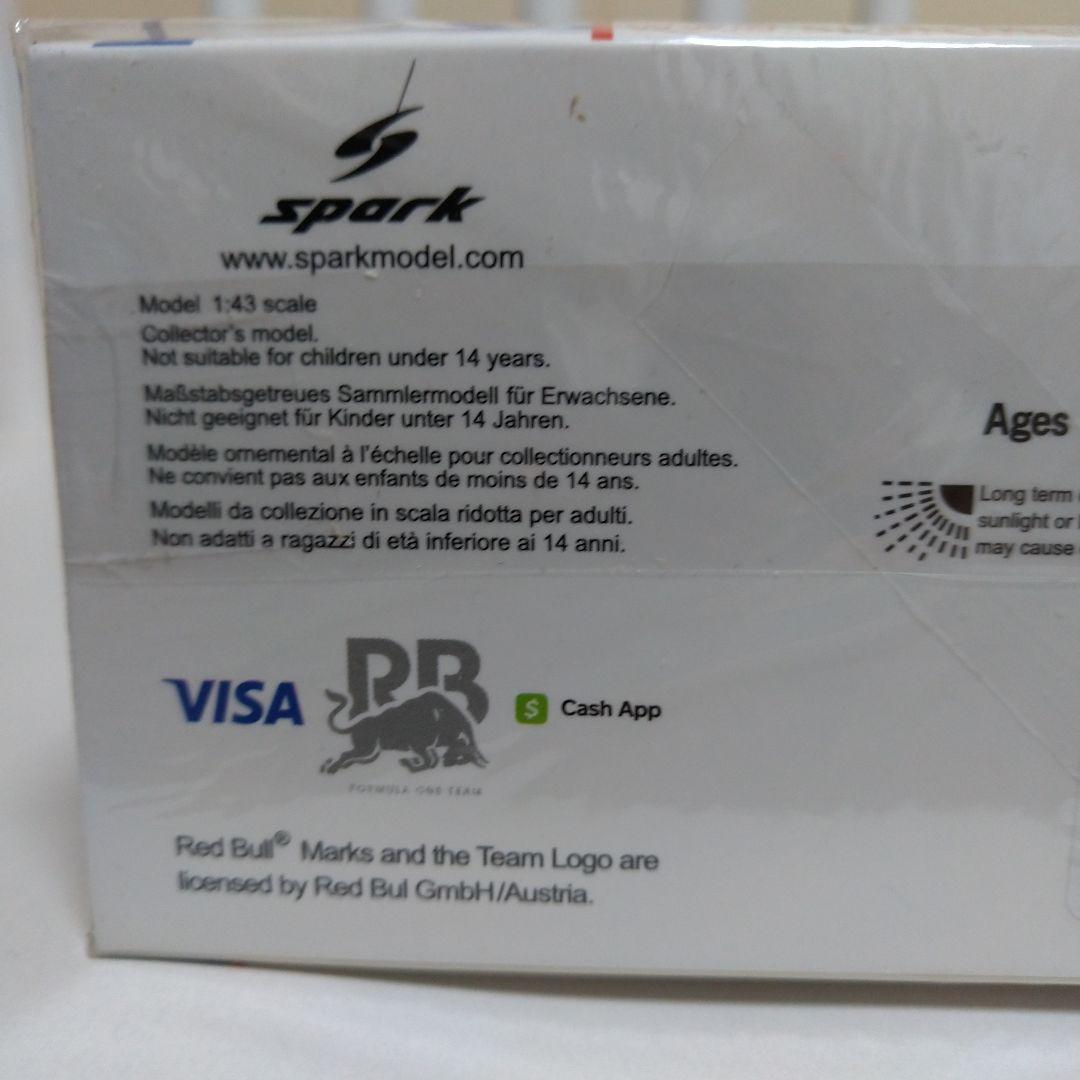 spark
www.sparkmodel.com
Model 1:43 scale
Collector's model.
Not suitable for children under 14 years.
Maßstabsgetreues Sammlermodell für Erwachsene.
Nicht geeignet für Kinder unter 14 Jahren.
Modèle ornemental à l'échelle pour collectionneurs adultes.
Ne convient pas aux enfants de moins de 14 ans.
Modelli da collezione in scala ridotta per adulti.
Non adatti a ragazzi di età inferiore ai 14 anni.
Ages
Long term
sunlight or
may cause
VISA RB $ Cash App
FORMULA ONE TEAM
Red Bull® Marks and the Team Logo are
licensed by Red Bul GmbH/Austria.